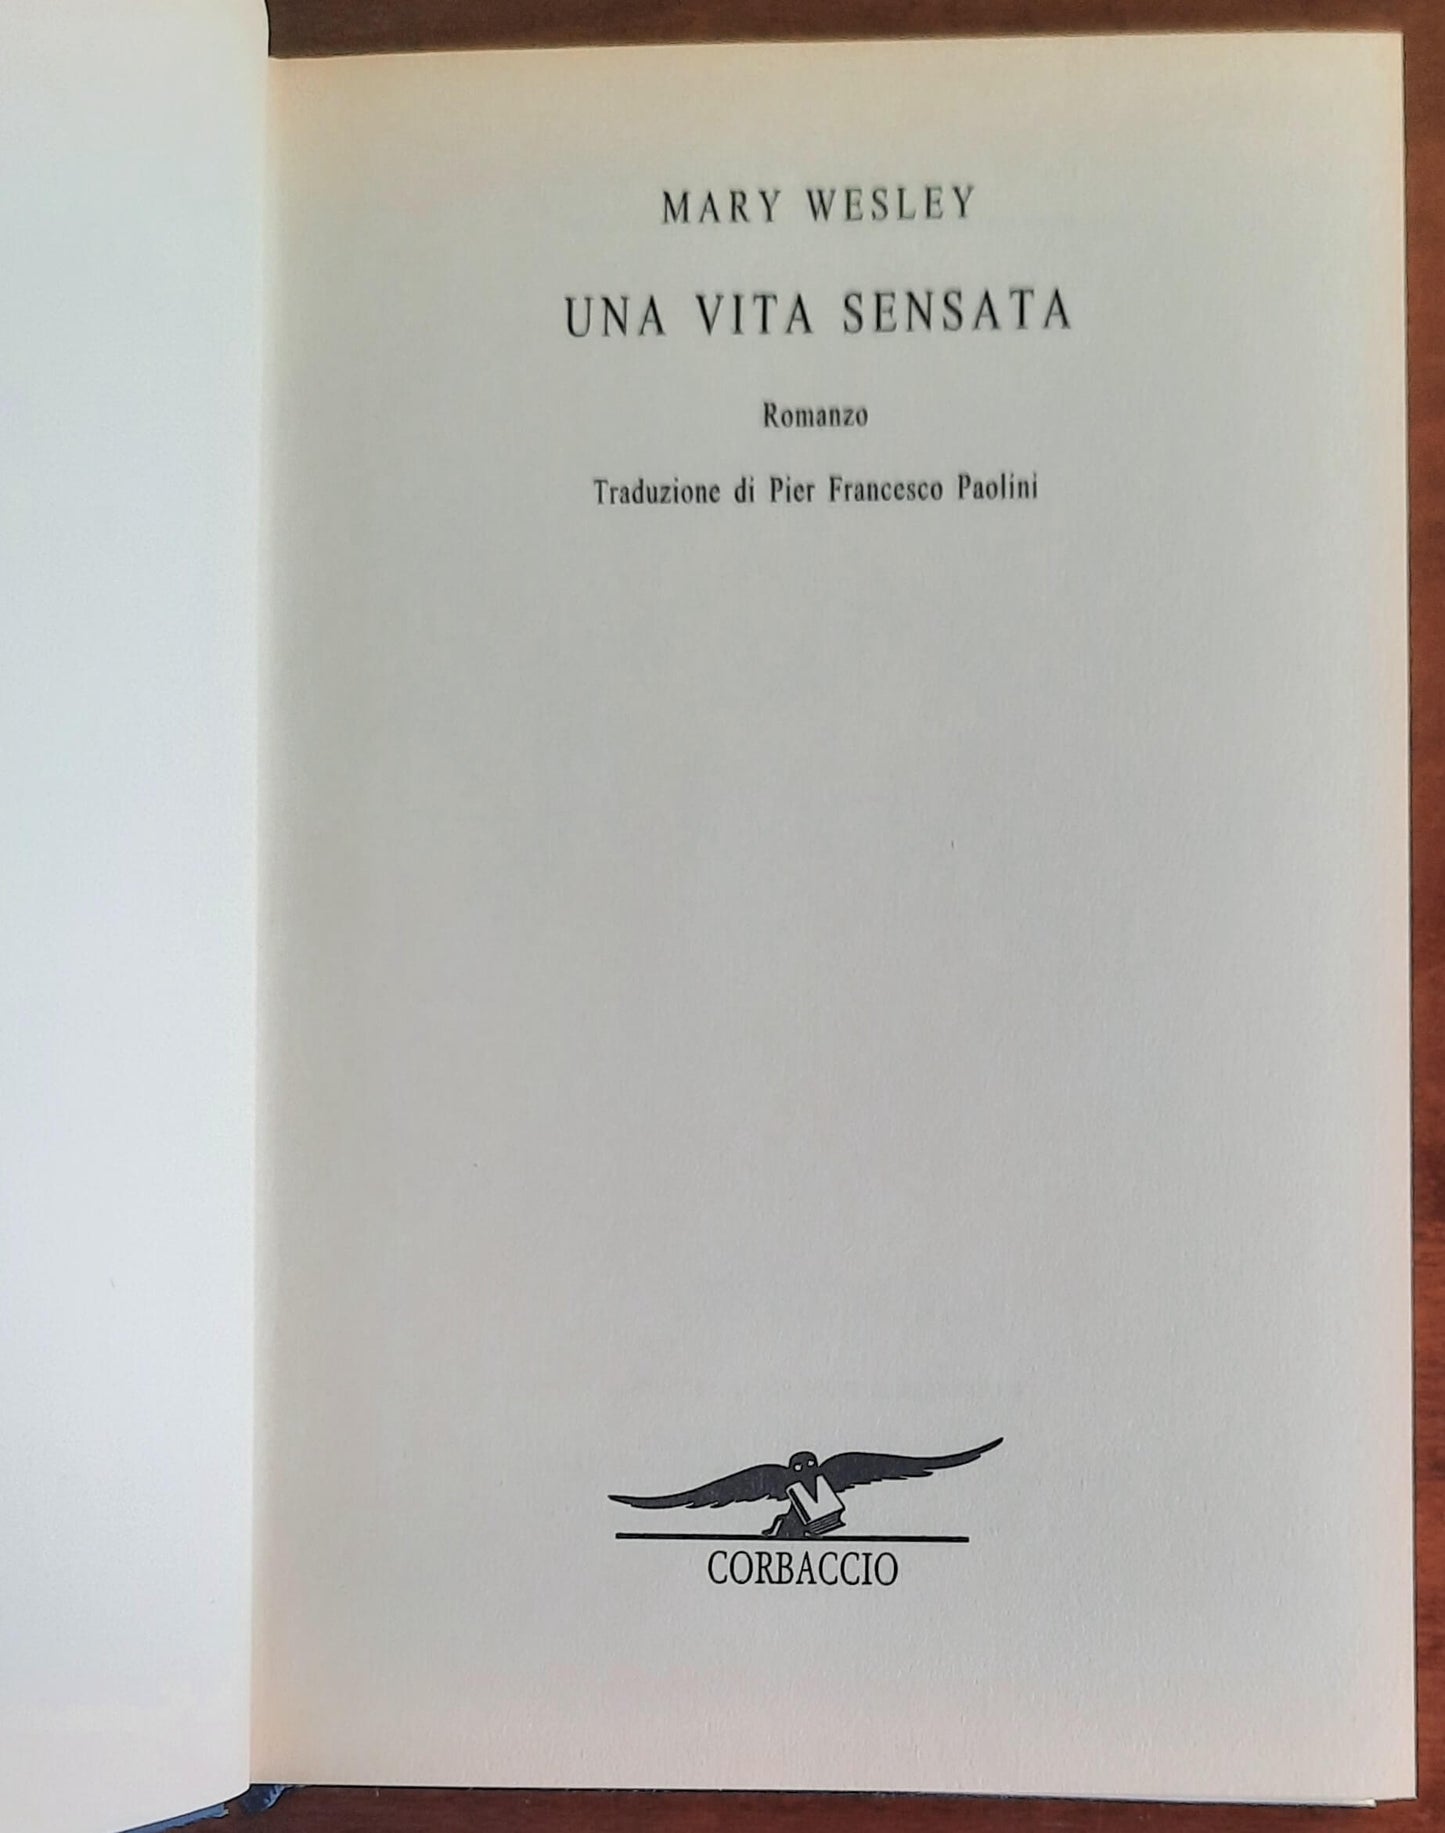 MARY WESLEY
UNA VITA SENSATA
Romanzo
Traduzione di Pier Francesco Paolini
CORBACCIO